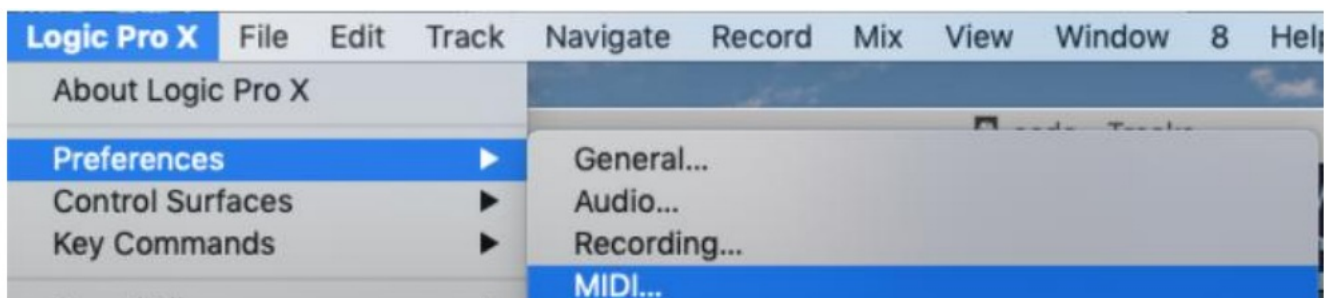 Logic Pro X File Edit Track Navigate Record Mix View Window 8 Help
About Logic Pro X
Preferences
General...
Control Surfaces
Audio...
Key Commands
Recording...
MIDI...